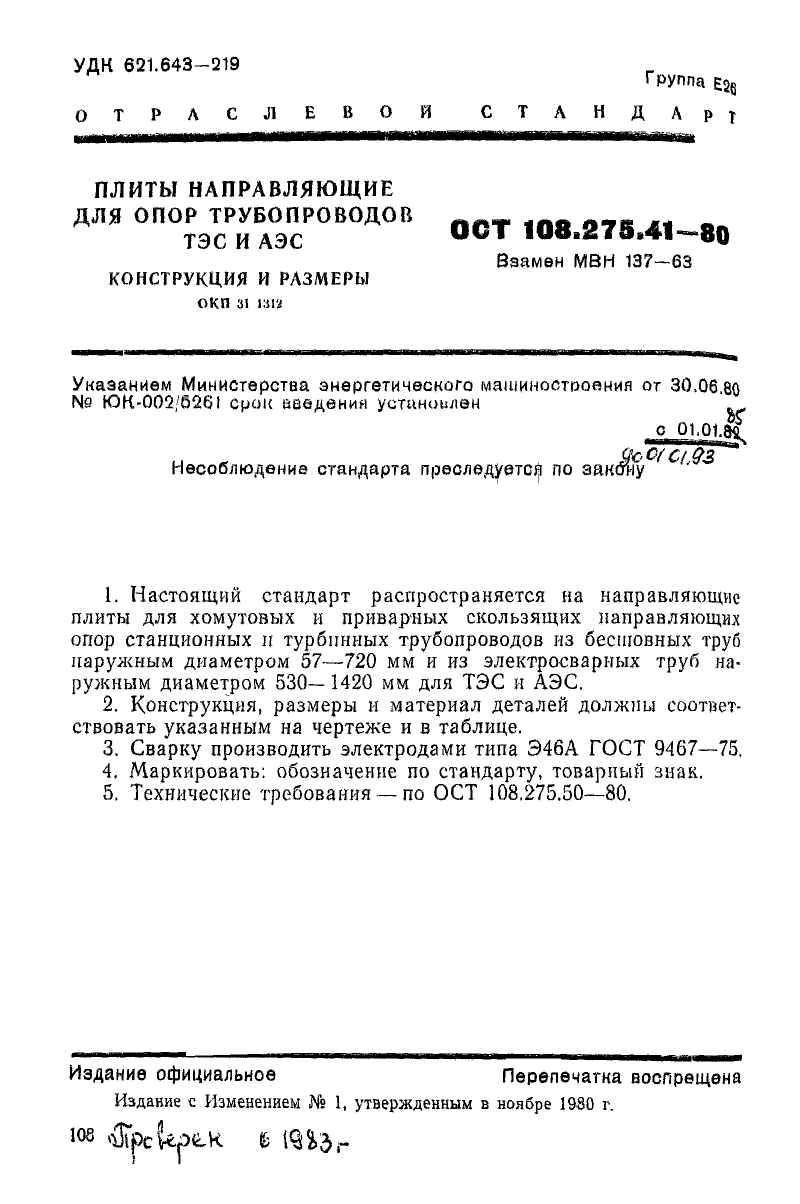 УДК 621.643—219
Группа Е26
ОТРАСЛЕВОЙ СТАНДАРТ
ПЛИТЫ НАПРАВЛЯЮЩИЕ
ДЛЯ ОПОР ТРУБОПРОВОДОВ
ТЭС И АЭС
КОНСТРУКЦИЯ И РАЗМЕРЫ
ОКП 31 1312
ОСТ 108.275.41—80
Взамен МВН 137—63
Указанием Министерства энергетического машиностроения от 30.06.80
№ ЮК-002/5261 срок введения установлен
85
с 01.01.82
до 01.01.93
Несоблюдение стандарта преследуется по закону
1. Настоящий стандарт распространяется на направляющие
плиты для хомутовых и приварных скользящих направляющих
опор станционных и турбинных трубопроводов из бесшовных труб
наружным диаметром 57—720 мм и из электросварных труб на-
ружным диаметром 530—1420 мм для ТЭС и АЭС.
2. Конструкция, размеры и материал деталей должны соответ-
ствовать указанным на чертеже и в таблице.
3. Сварку производить электродами типа Э46А ГОСТ 9467—75.
4. Маркировать: обозначение по стандарту, товарный знак.
5. Технические требования — по ОСТ 108.275.50—80.
Издание официальное
Перепечатка воспрещена
Издание с Изменением № 1, утвержденным в ноябре 1980 г.
108
Проверен в 1983 г.